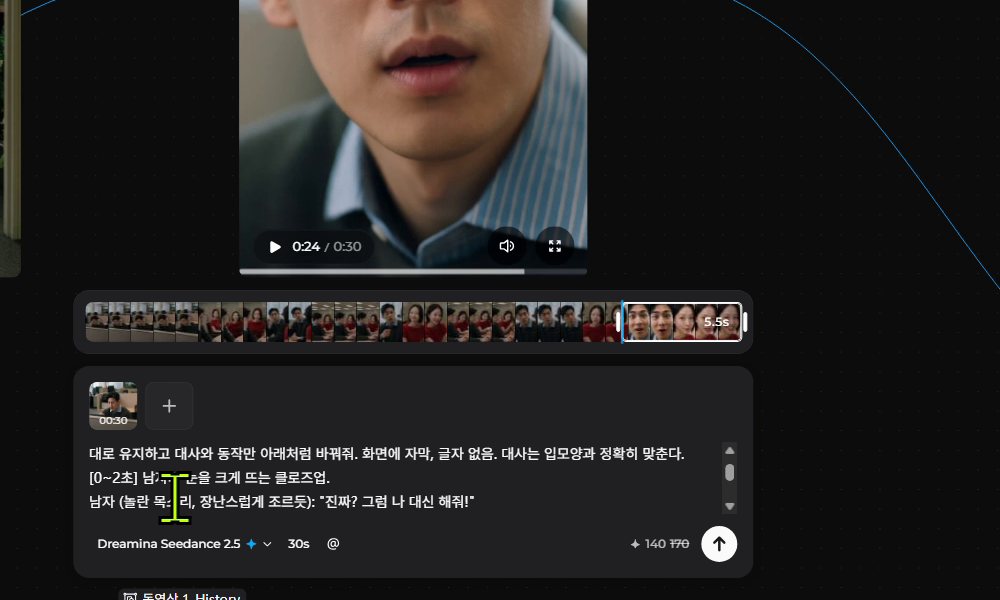 0:24 / 0:30
5.5s
00:30
대로 유지하고 대사와 동작만 아래처럼 바꿔줘. 화면에 자막, 글자 없음. 대사는 입모양과 정확히 맞춘다.
[0~2초] 남자 눈을 크게 뜨는 클로즈업.
남자 (놀란 목소리, 장난스럽게 조르듯): "진짜? 그럼 나 대신 해줘!"
Dreamina Seedance 2.5 30s @ 140 170
동영상 1 History